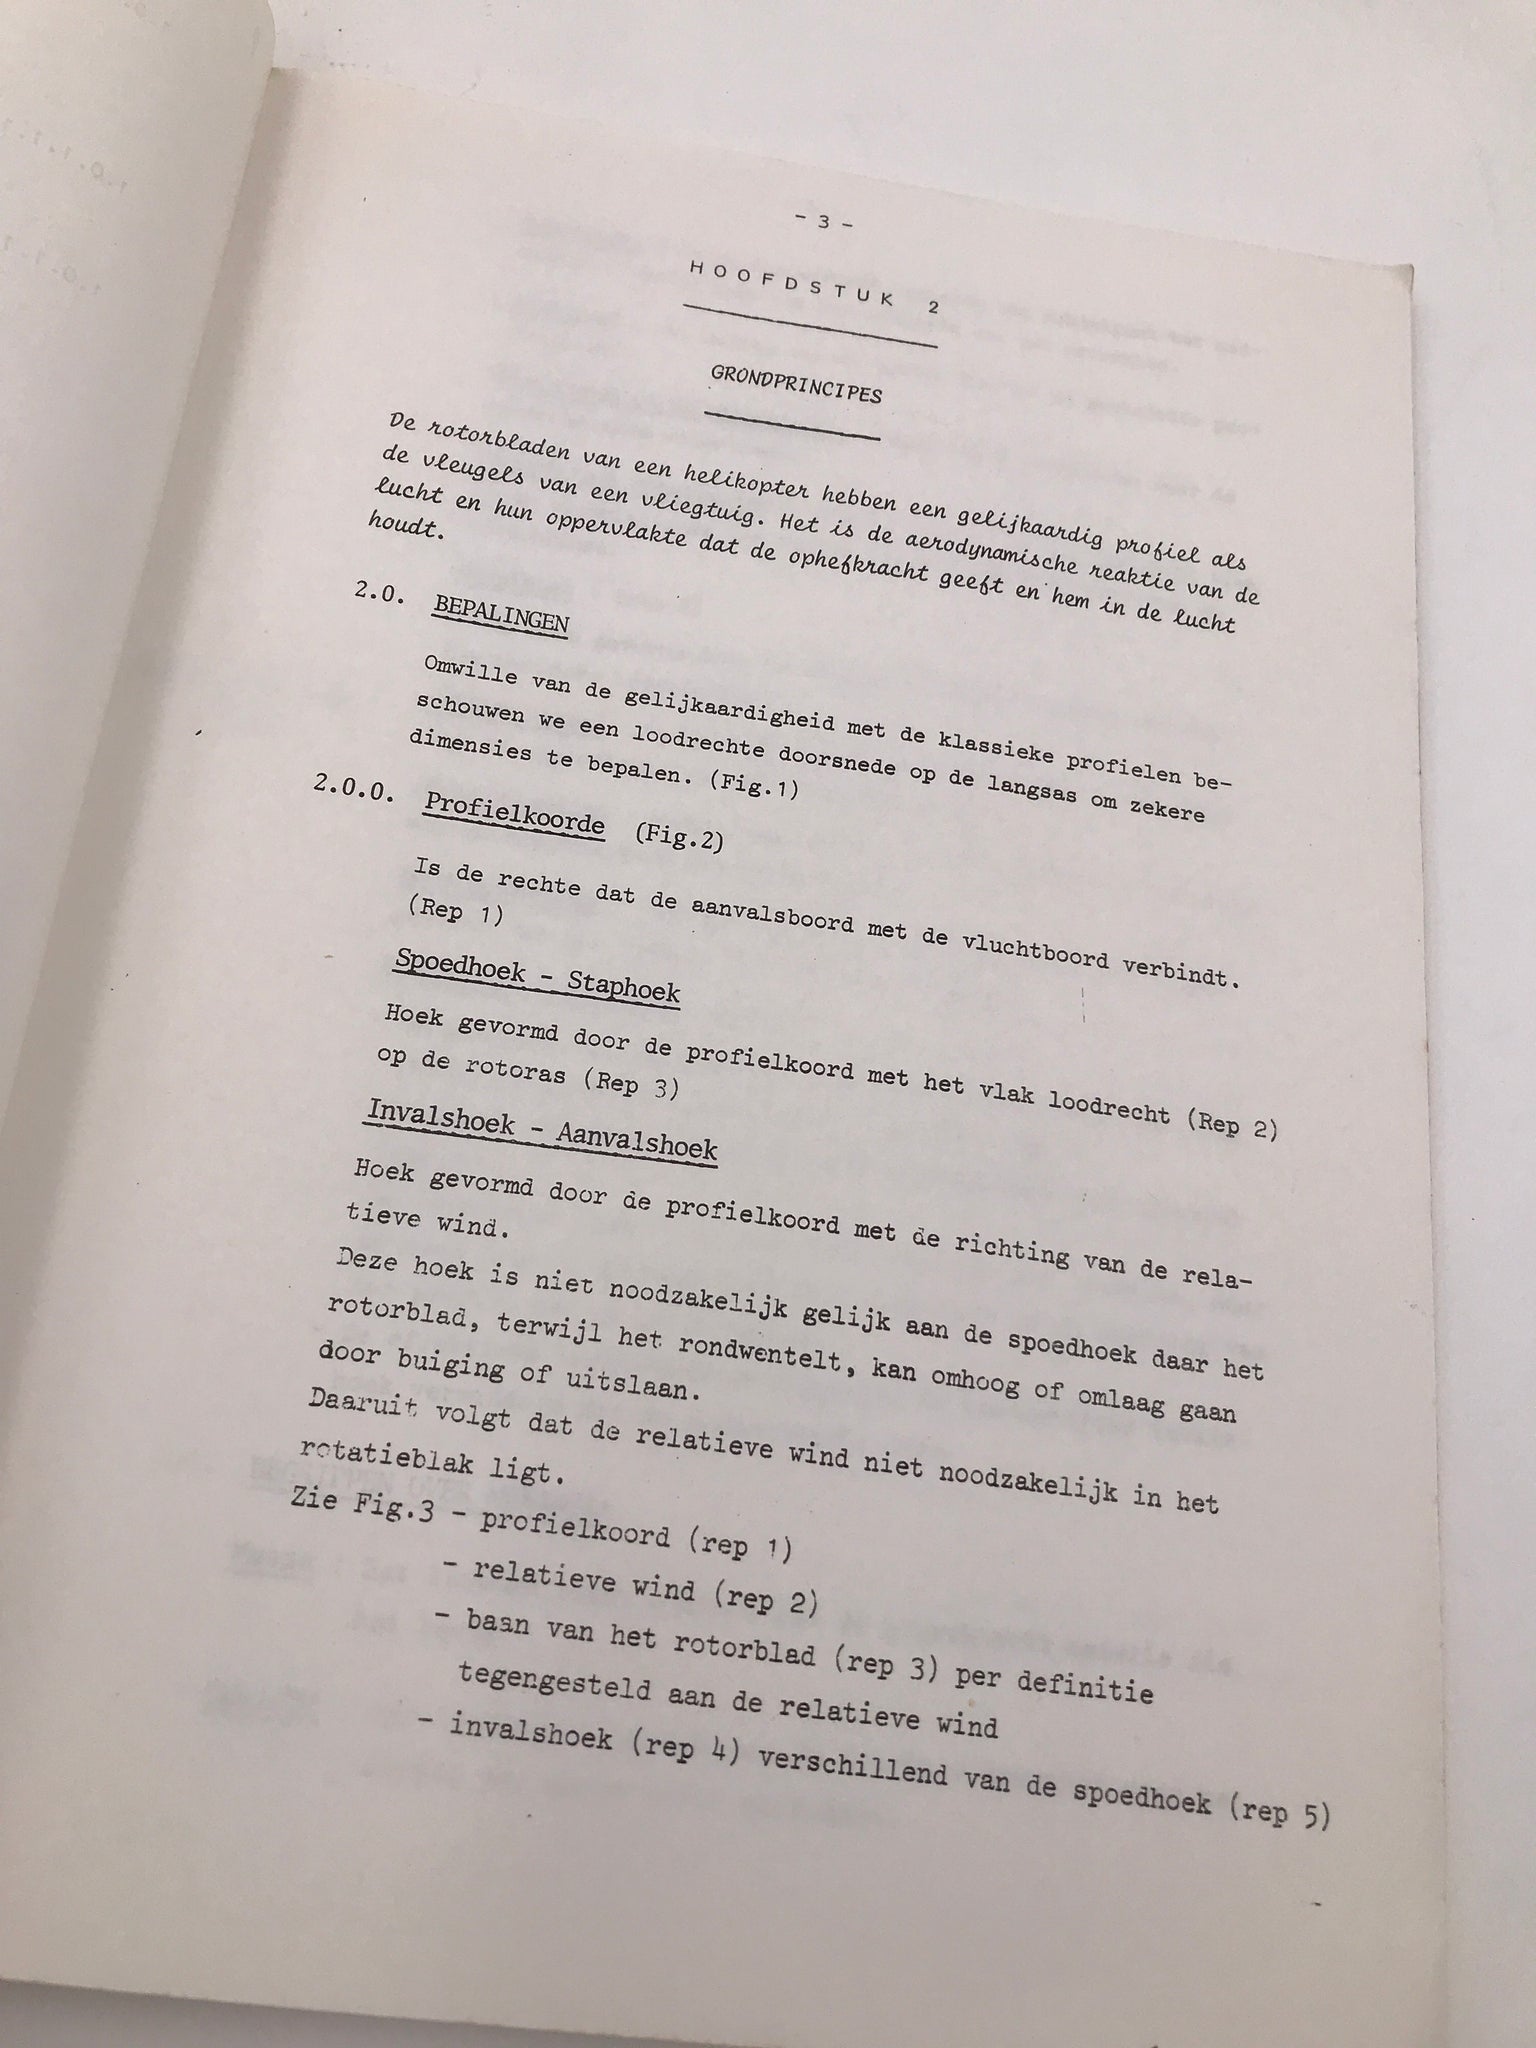 - 3 -
HOOFDSTUK 2
GRONDPRINCIPES
De rotorbladen van een helikopter hebben een gelijkaardig profiel als
de vleugels van een vliegtuig. Het is de aerodynamische reaktie van de
lucht en hun oppervlakte dat de ophefkracht geeft en hem in de lucht
houdt.
2.0. BEPALINGEN
Omwille van de gelijkaardigheid met de klassieke profielen be-
schouwen we een loodrechte doorsnede op de langsas om zekere
dimensies te bepalen. (Fig.1)
2.0.0. Profielkoorde (Fig.2)
Is de rechte dat de aanvalsboord met de vluchtboord verbindt.
(Rep 1)
Spoedhoek - Staphoek
Hoek gevormd door de profielkoord met het vlak loodrecht (Rep 2)
op de rotoras (Rep 3)
Invalshoek - Aanvalshoek
Hoek gevormd door de profielkoord met de richting van de rela-
tieve wind.
Deze hoek is niet noodzakelijk gelijk aan de spoedhoek daar het
rotorblad, terwijl het rondwentelt, kan omhoog of omlaag gaan
door buiging of uitslaan.
Daaruit volgt dat de relatieve wind niet noodzakelijk in het
rotatieblak ligt.
Zie Fig.3 - profielkoord (rep 1)
- relatieve wind (rep 2)
- baan van het rotorblad (rep 3) per definitie
tegengesteld aan de relatieve wind
- invalshoek (rep 4) verschillend van de spoedhoek (rep 5)